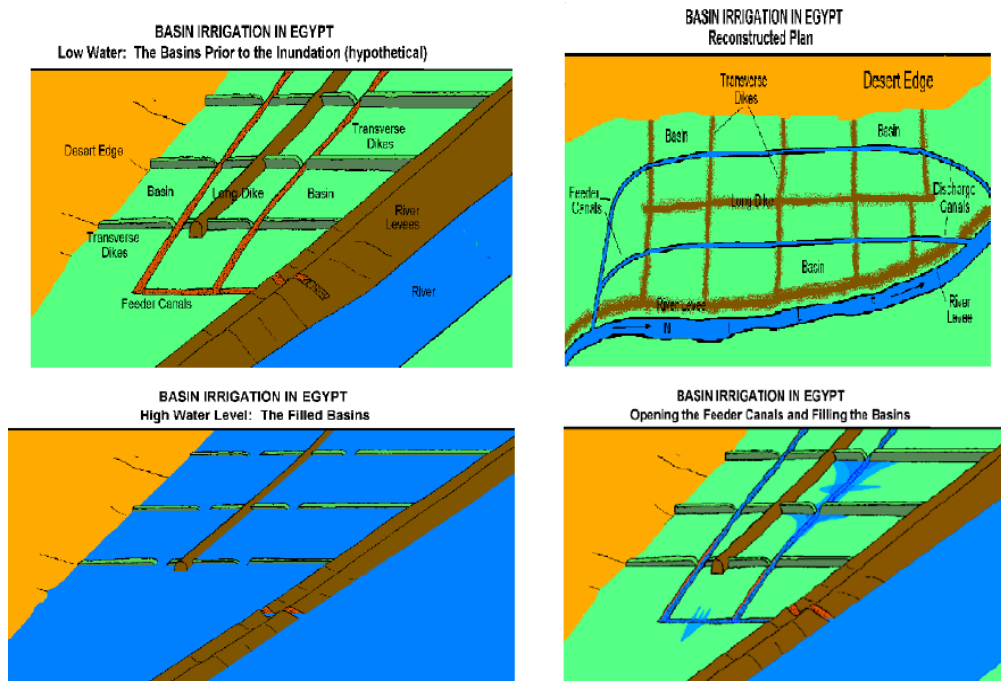 BASIN IRRIGATION IN EGYPT
Low Water: The Basins Prior to the Inundation (hypothetical)
Transverse
Dikes
Desert Edge
Basin
Long Dike
Basin
River
Levees
Transverse
Dikes
River
Feeder Canals
BASIN IRRIGATION IN EGYPT
Reconstructed Plan
Transverse
Dikes
Desert Edge
Basin
Basin
Feeder
Canals
Long Dike
Discharge
Canals
Basin
River Levee
River
Levee
N
BASIN IRRIGATION IN EGYPT
High Water Level: The Filled Basins
BASIN IRRIGATION IN EGYPT
Opening the Feeder Canals and Filling the Basins